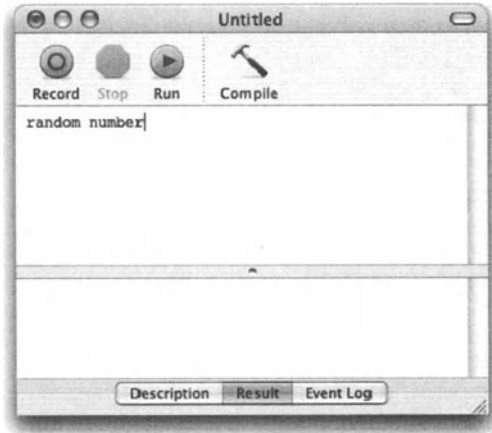 Untitled
Record Stop Run Compile
random number
Description Result Event Log